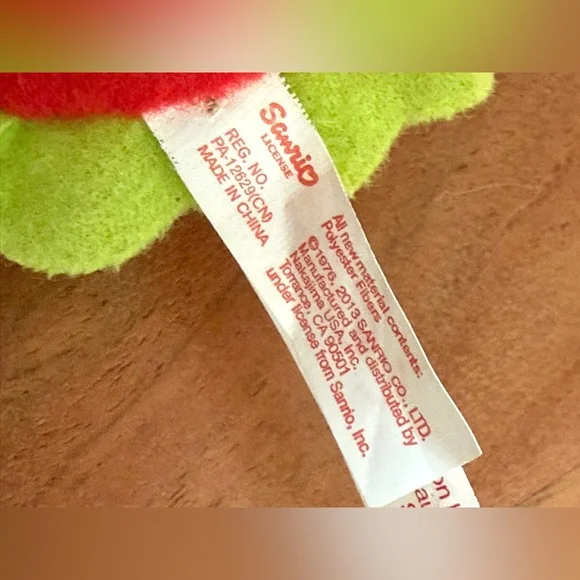 Sanrio
LICENSE
REG. NO.
PA-12629(CN)
MADE IN CHINA
All new material contents:
Polyester Fibers
©1976, 2013 SANRIO CO., LTD.
Manufactured and distributed by
Nakajima USA, Inc.
Torrance, CA 90501
under license from Sanrio, Inc.